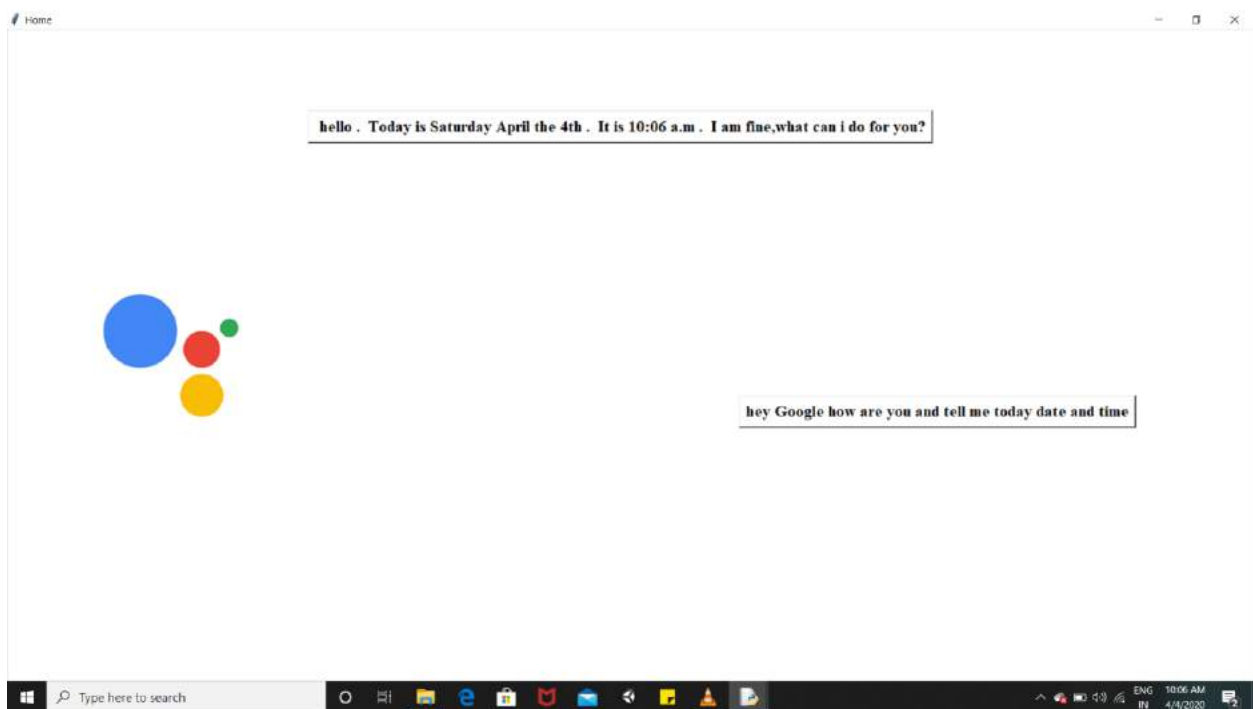 Home
hello .  Today is Saturday April the 4th .  It is 10:06 a.m .  I am fine,what can i do for you?
hey Google how are you and tell me today date and time
Type here to search
ENG
IN
10:06 AM
4/4/2020
2